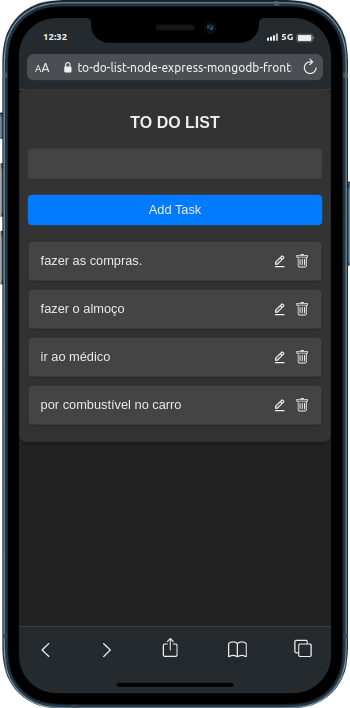 12:32
5G
AA to-do-list-node-express-mongodb-front
TO DO LIST
Add Task
fazer as compras.
fazer o almoço
ir ao médico
por combustível no carro